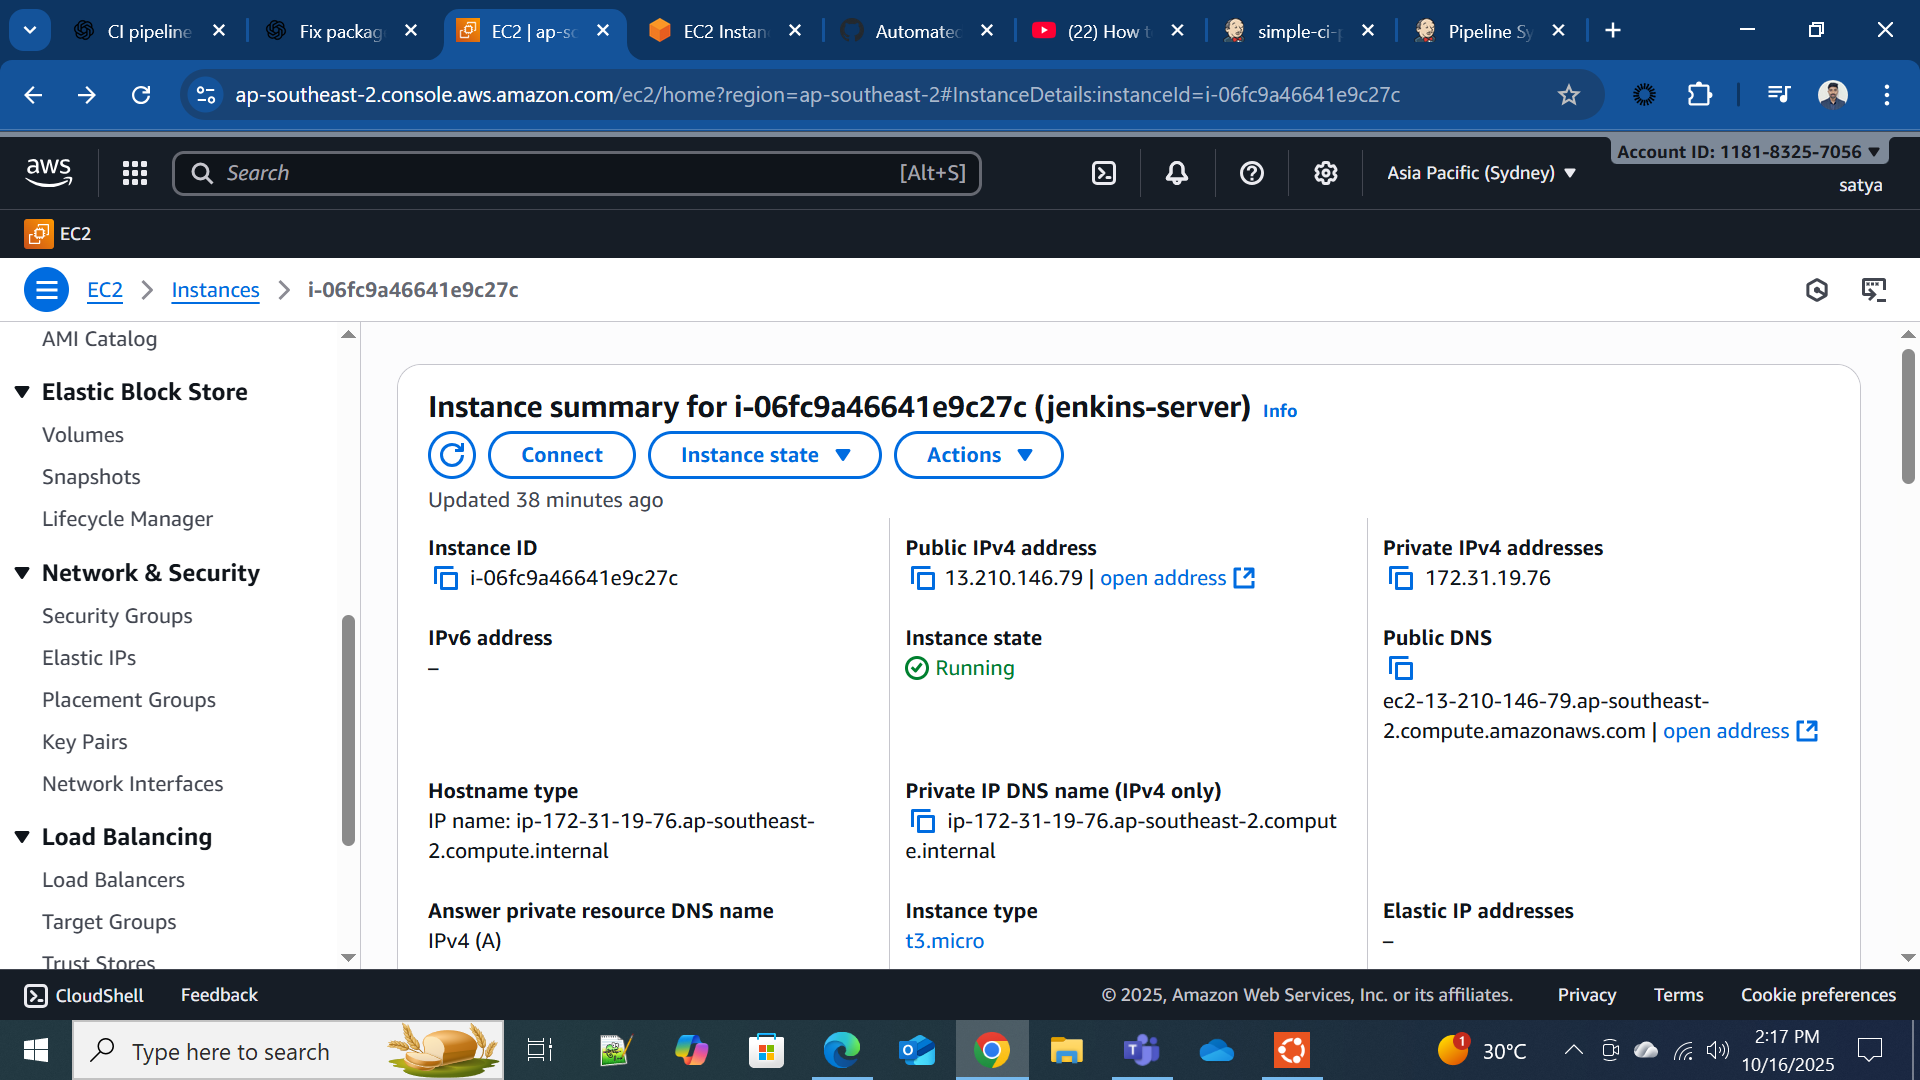 CI pipeline
Fix packag
EC2 | ap-so
EC2 Instan
Automated
(22) How t
simple-ci-p
Pipeline Sy
ap-southeast-2.console.aws.amazon.com/ec2/home?region=ap-southeast-2#InstanceDetails:instanceId=i-06fc9a46641e9c27c
aws
Search
[Alt+S]
Asia Pacific (Sydney)
Account ID: 1181-8325-7056
satya
EC2
EC2
Instances
i-06fc9a46641e9c27c
AMI Catalog
Elastic Block Store
Volumes
Snapshots
Lifecycle Manager
Network & Security
Security Groups
Elastic IPs
Placement Groups
Key Pairs
Network Interfaces
Load Balancing
Load Balancers
Target Groups
Trust Stores
Instance summary for i-06fc9a46641e9c27c (jenkins-server) Info
Connect
Instance state
Actions
Updated 38 minutes ago
Instance ID
i-06fc9a46641e9c27c
Public IPv4 address
13.210.146.79 | open address
Private IPv4 addresses
172.31.19.76
IPv6 address
–
Instance state
Running
Public DNS
ec2-13-210-146-79.ap-southeast-
2.compute.amazonaws.com | open address
Hostname type
IP name: ip-172-31-19-76.ap-southeast-
2.compute.internal
Private IP DNS name (IPv4 only)
ip-172-31-19-76.ap-southeast-2.comput
e.internal
Answer private resource DNS name
IPv4 (A)
Instance type
t3.micro
Elastic IP addresses
–
CloudShell
Feedback
© 2025, Amazon Web Services, Inc. or its affiliates.
Privacy
Terms
Cookie preferences
Type here to search
1
30°C
2:17 PM
10/16/2025